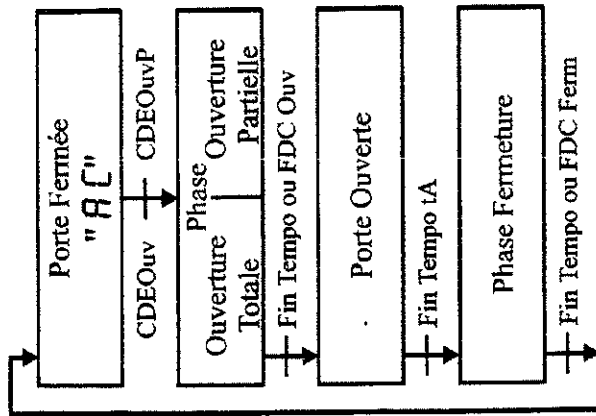 Porte Fermée
"AC"
CDEOuv CDEOuvP
Phase
Ouverture Ouverture
Totale Partielle
Fin Tempo ou FDC Ouv
Porte Ouverte
Fin Tempo tA
Phase Fermeture
Fin Tempo ou FDC Ferm